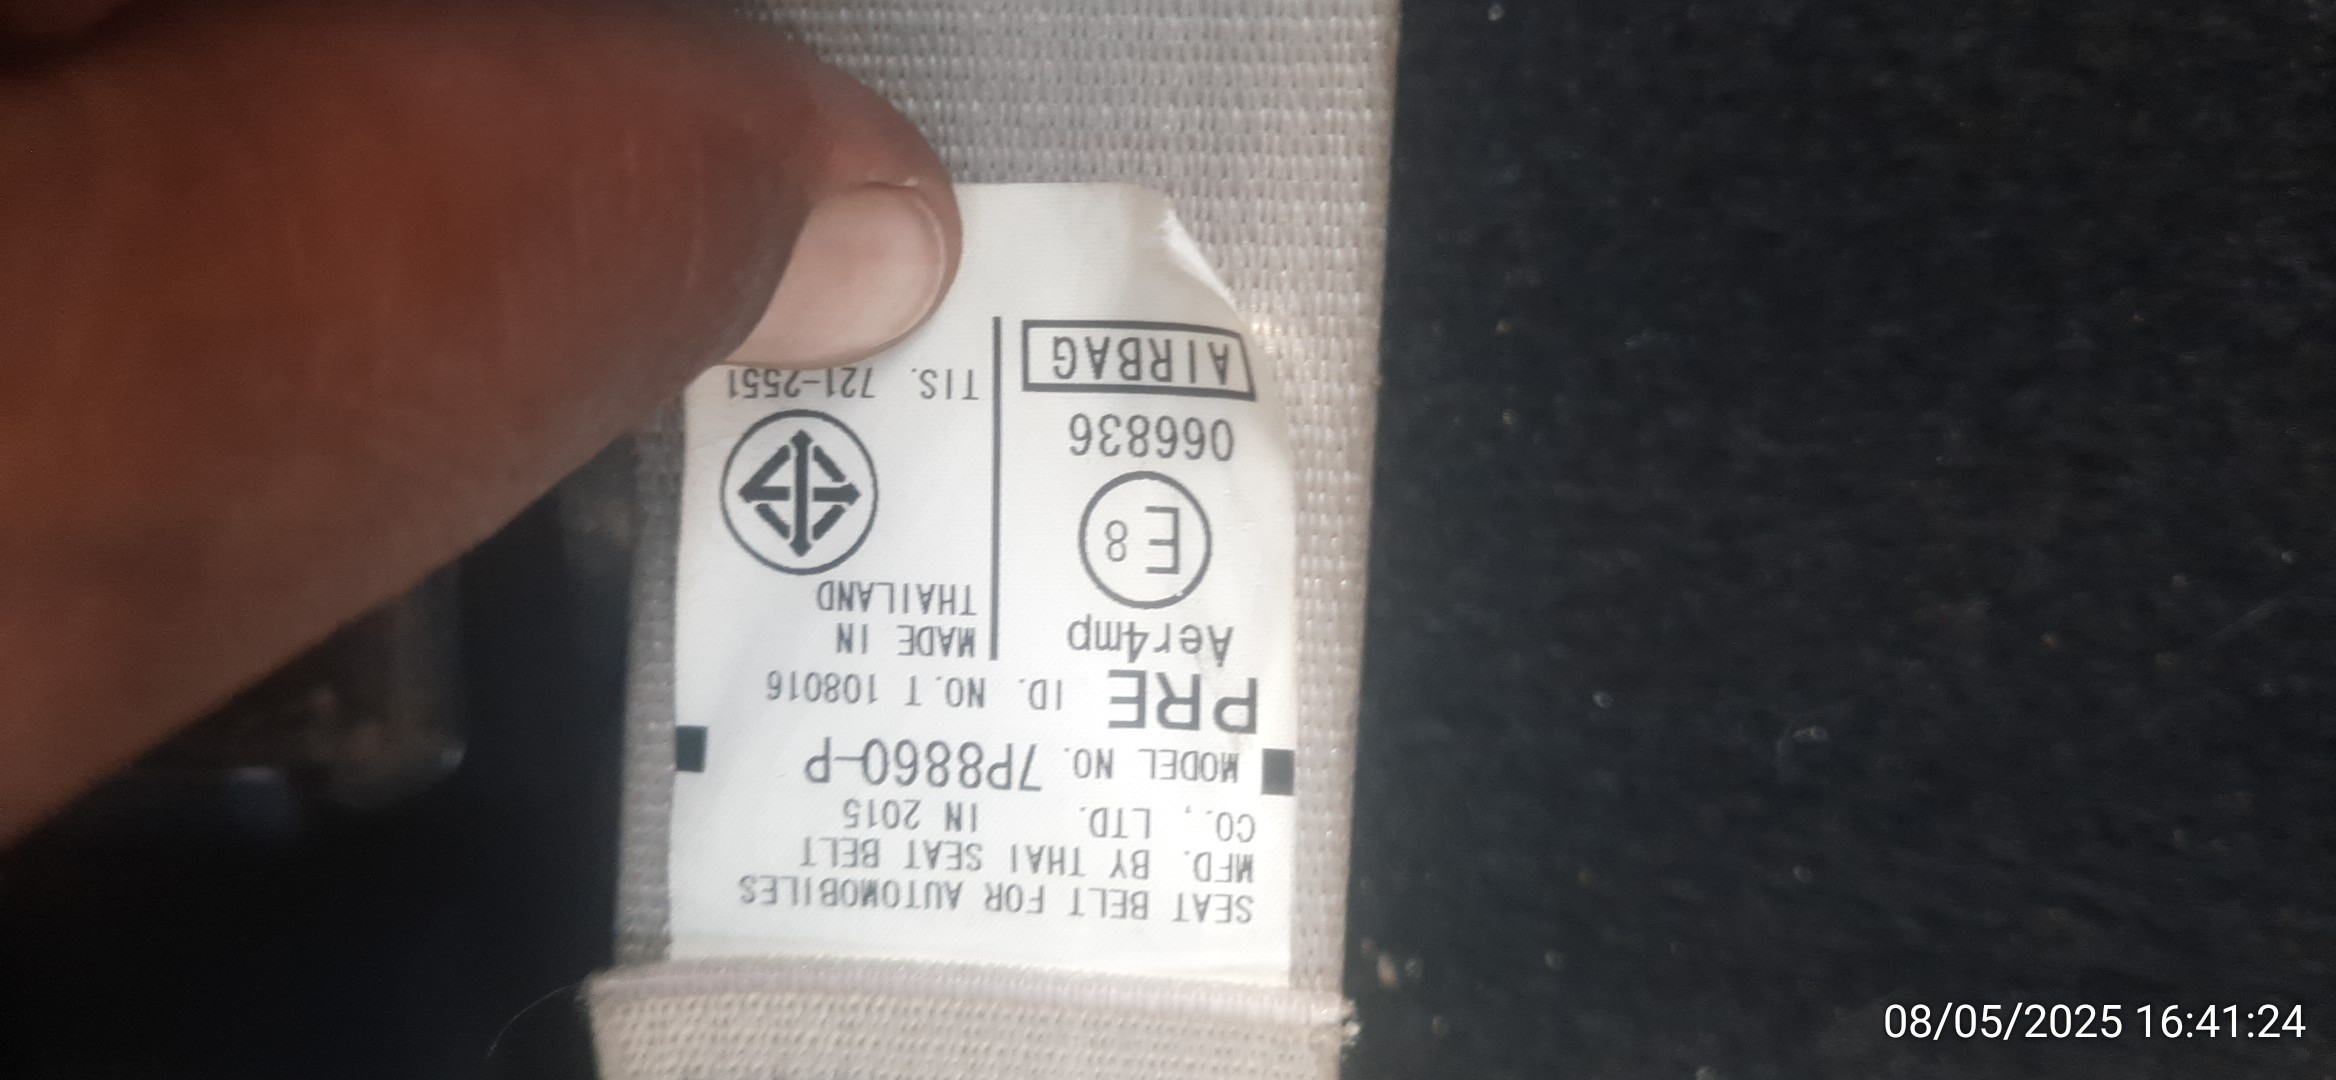 SEAT BELT FOR AUTOMOBILES
MFD. BY THAI SEAT BELT
CO., LTD. IN 2015
MODEL NO. 7P8860-P
PRE ID. NO. T 108016
Aer4mp
E 8
066836
AIRBAG
MADE IN
THAILAND
TIS. 721-2551
08/05/2025 16:41:24